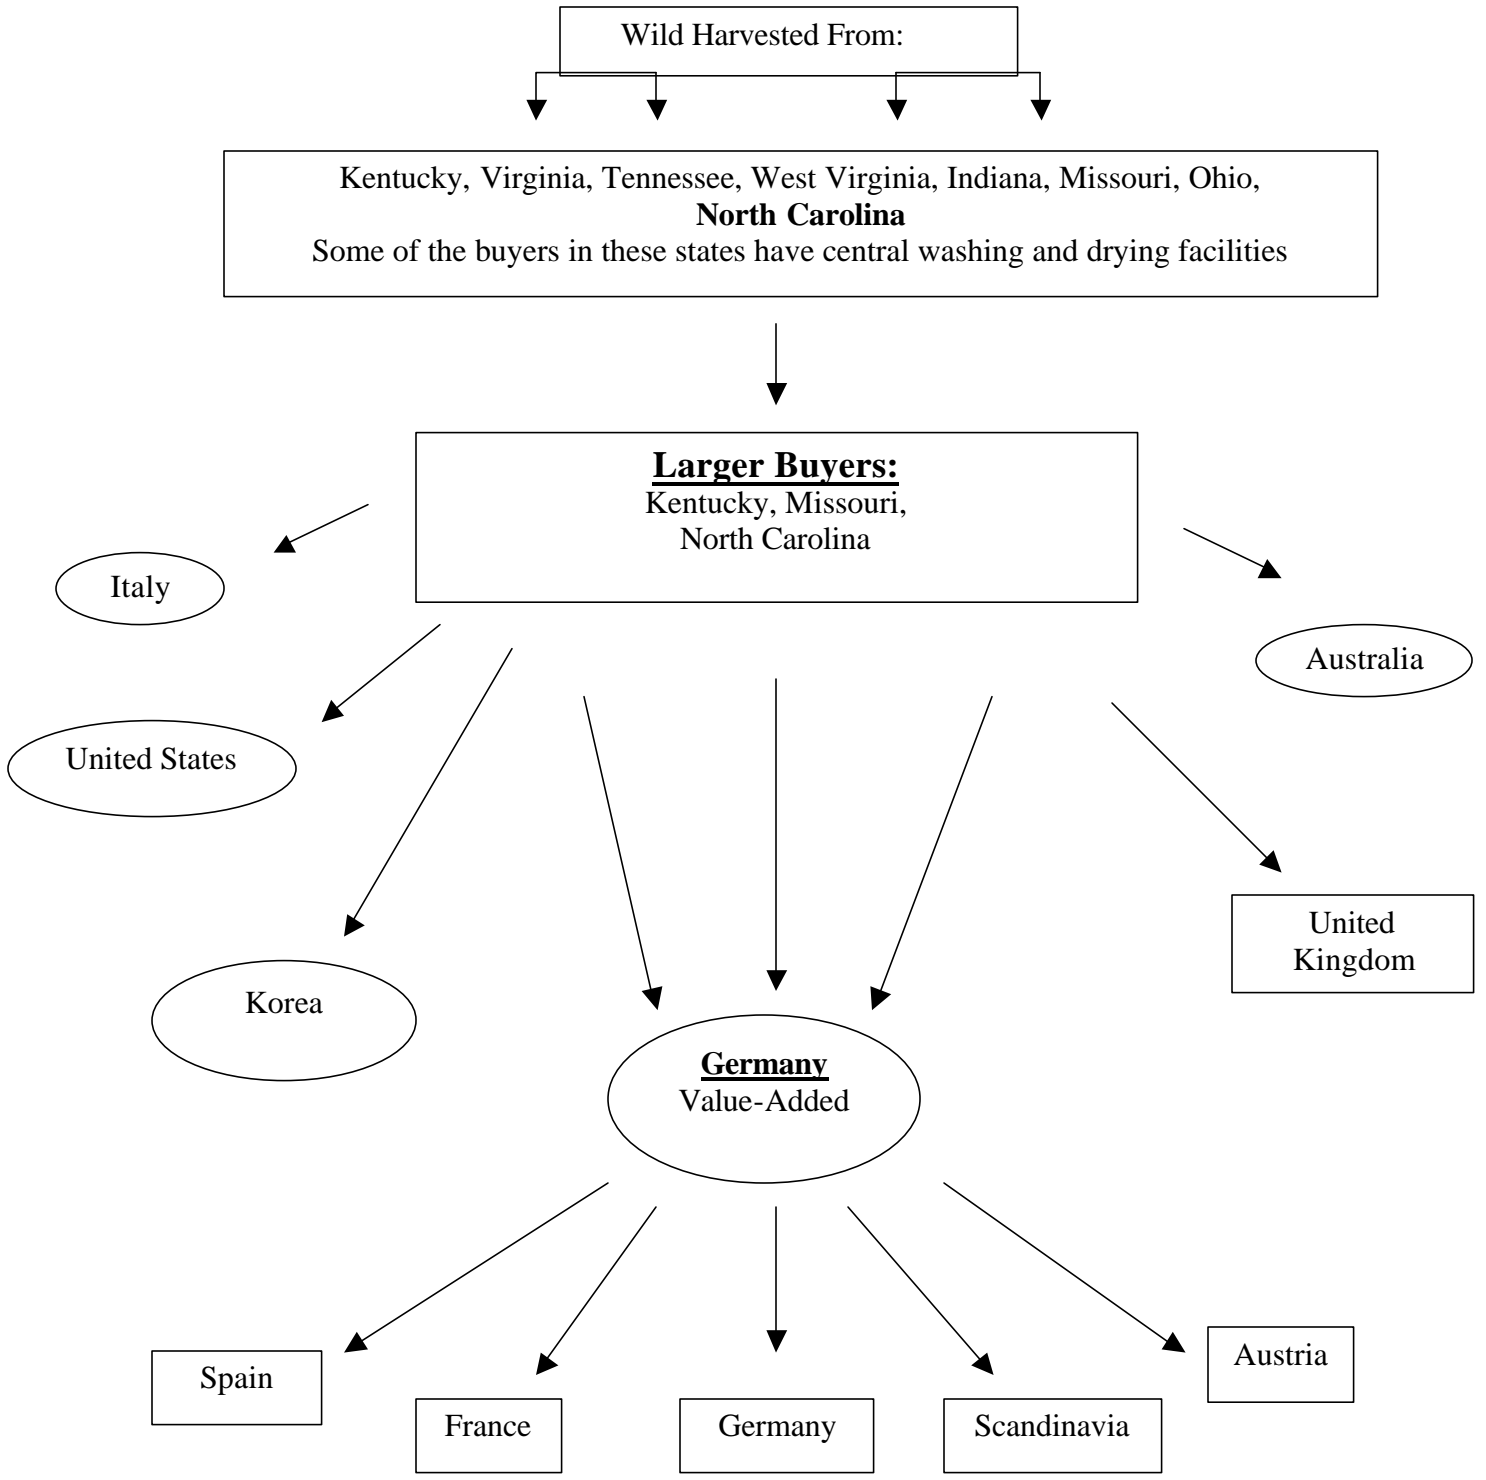 Wild Harvested From:
Kentucky, Virginia, Tennessee, West Virginia, Indiana, Missouri, Ohio,
North Carolina
Some of the buyers in these states have central washing and drying facilities
Larger Buyers:
Kentucky, Missouri,
North Carolina
Italy
Australia
United States
United
Kingdom
Korea
Germany
Value-Added
Spain
France
Germany
Scandinavia
Austria